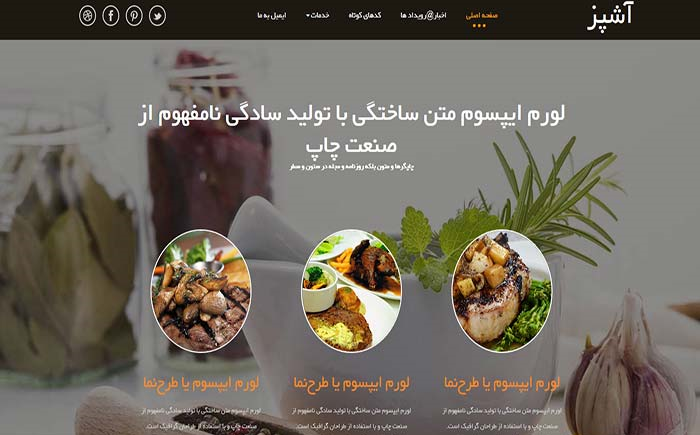 آشپز
صفحه اصلی
اخبار@رویداد ها
کدهای کوتاه
خدمات
ایمیل به ما
لورم ایپسوم متن ساختگی با تولید سادگی نامفهوم از
صنعت چاپ
چاپگرها و متون بلکه روزنامه و مجله در ستون و سطر
لورم ایپسوم یا طرح‌نما
لورم ایپسوم یا طرح‌نما
لورم ایپسوم یا طرح‌نما
لورم ایپسوم متن ساختگی با تولید سادگی نامفهوم از
صنعت چاپ و با استفاده از طراحان گرافیک است.
لورم ایپسوم متن ساختگی با تولید سادگی نامفهوم از
صنعت چاپ و با استفاده از طراحان گرافیک است.
لورم ایپسوم متن ساختگی با تولید سادگی نامفهوم از
صنعت چاپ و با استفاده از طراحان گرافیک است.